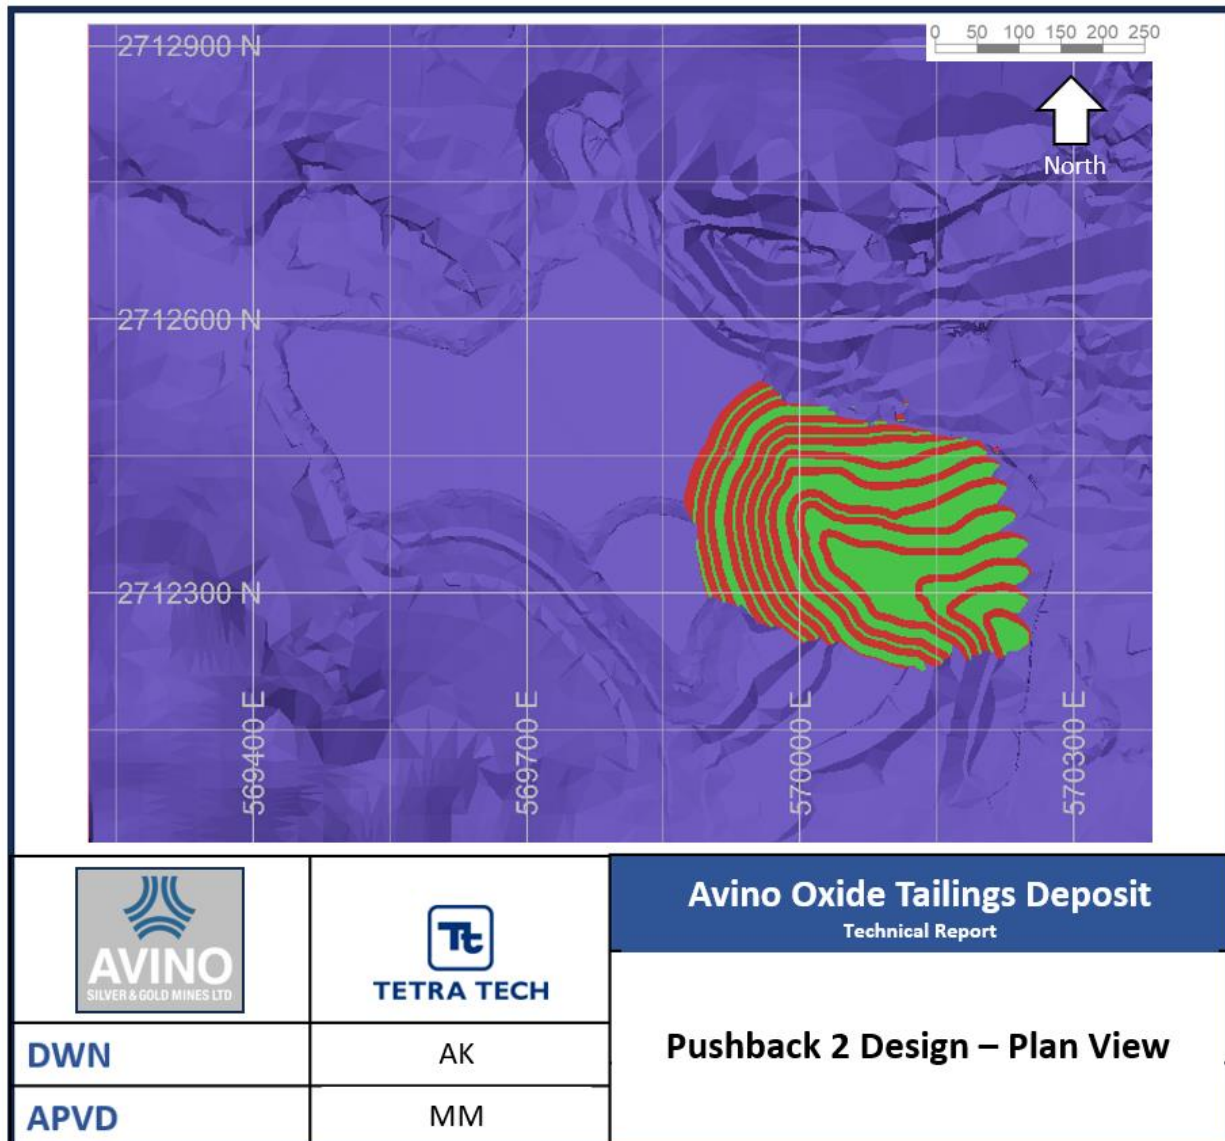 2712900 N
0 50 100 150 200 250
North
2712600 N
2712300 N
569400 E
569700 E
570000 E
570300 E
AVINO
SILVER & GOLD MINES LTD
Tt
TETRA TECH
Avino Oxide Tailings Deposit
Technical Report
Pushback 2 Design – Plan View
DWN
AK
APVD
MM